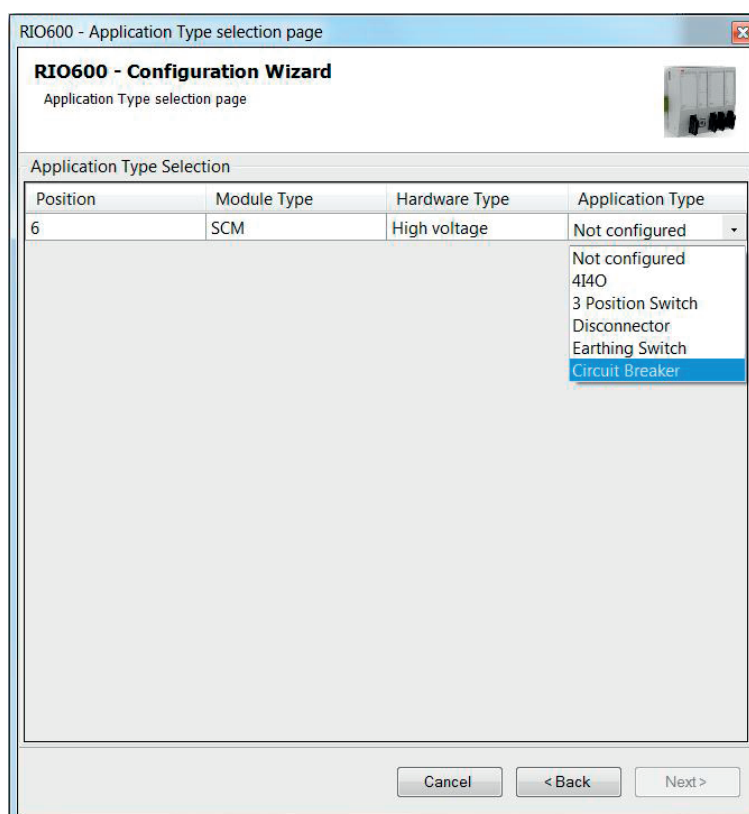 RIO600 - Application Type selection page
RIO600 - Configuration Wizard
Application Type selection page
Application Type Selection
Position Module Type Hardware Type Application Type
6 SCM High voltage Not configured
Not configured
4I4O
3 Position Switch
Disconnector
Earthing Switch
Circuit Breaker
Cancel < Back Next >